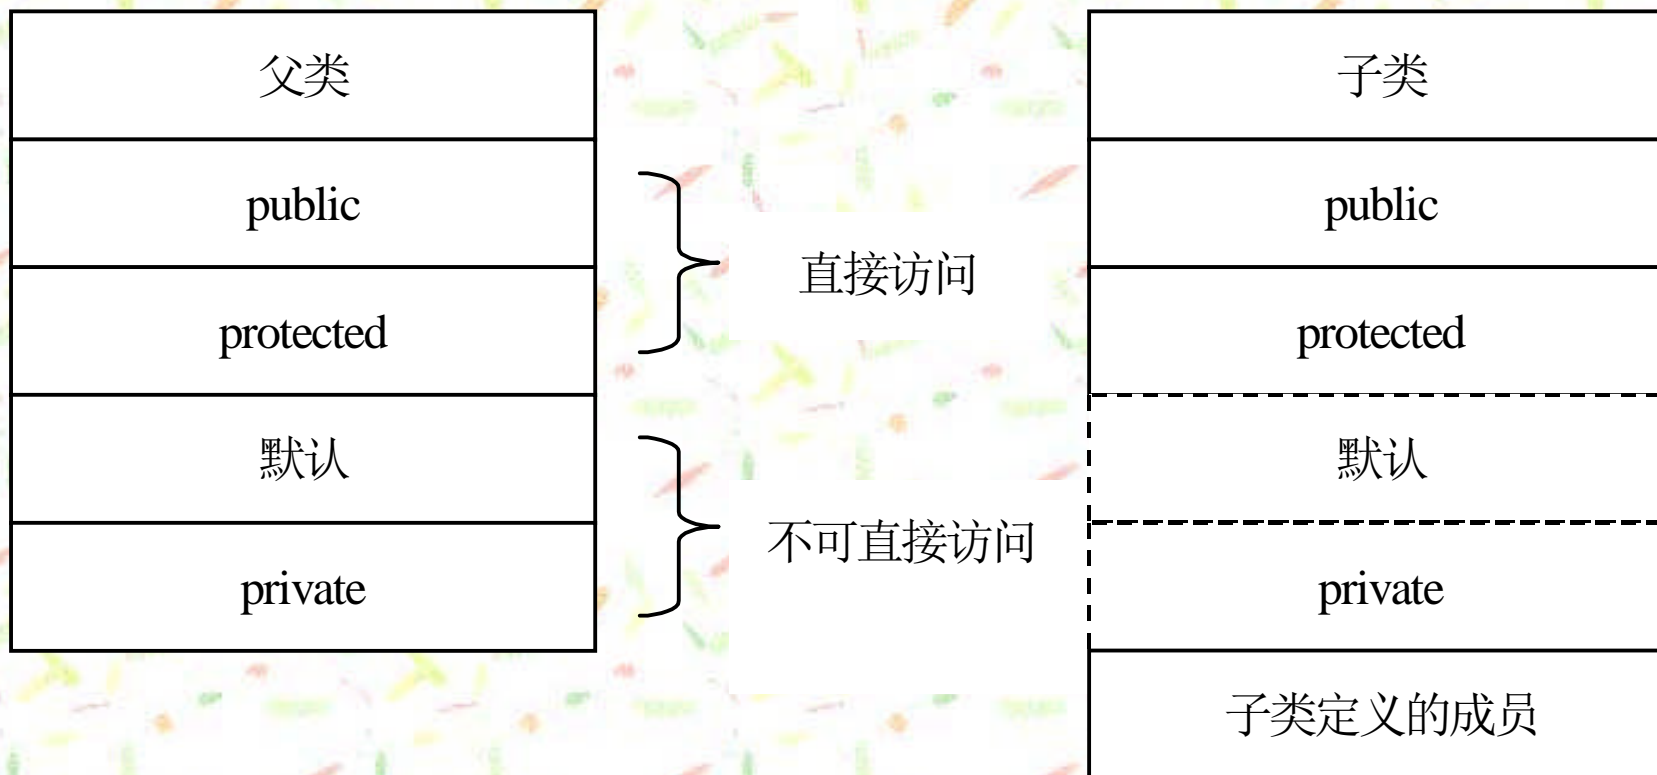 父类
public
protected
默认
private
直接访问
不可直接访问
子类
public
protected
默认
private
子类定义的成员